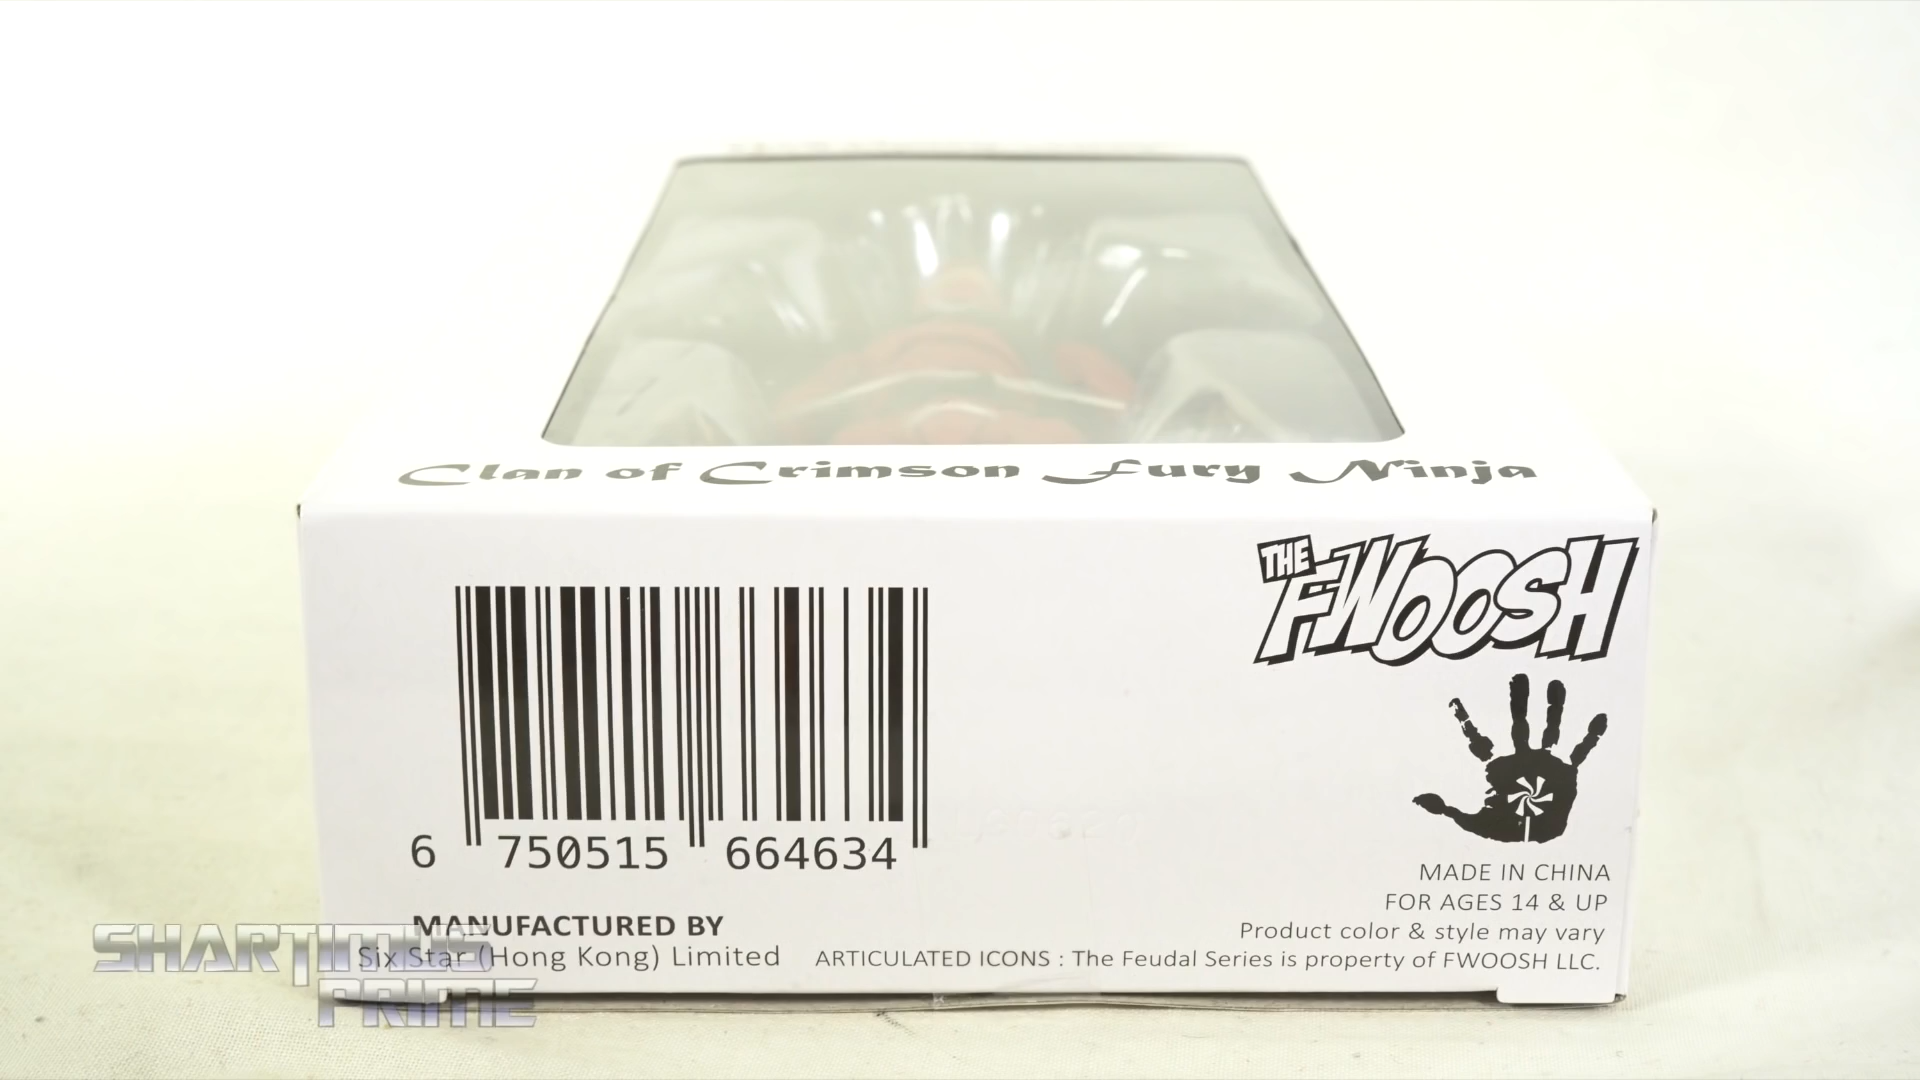 Clan of Crimson Fury Ninja
THE
FWOOSH
6 750515 664634
MADE IN CHINA
FOR AGES 14 & UP
Product color & style may vary
MANUFACTURED BY
Six Star (Hong Kong) Limited
ARTICULATED ICONS : The Feudal Series is property of FWOOSH LLC.
SHARTIMUS
PRIME